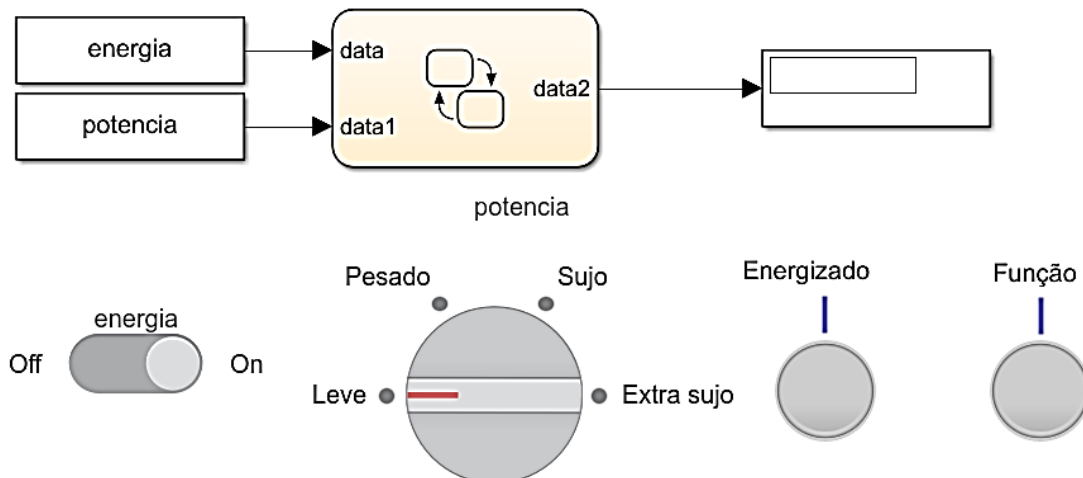 energia
data
data2
potencia
data1
potencia
Pesado
Sujo
Energizado
Função
energia
Off
On
Leve
Extra sujo